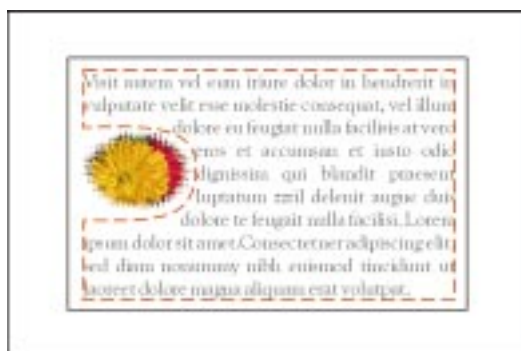 Visit autem vel eum iriure dolor in hendrerit in
vulputate velit esse molestie consequat, vel illum
dolore eu feugiat nulla facilisis at vero
eros et accumsan et iusto odio
dignissim qui blandit praesent
luptatum zzril delenit augue duis
dolore te feugait nulla facilisi. Lorem
ipsum dolor sit amet. Consectetuer adipiscing elit
sed diam nonummy nibh euismod tincidunt ut
laoreet dolore magna aliquam erat volutpat.